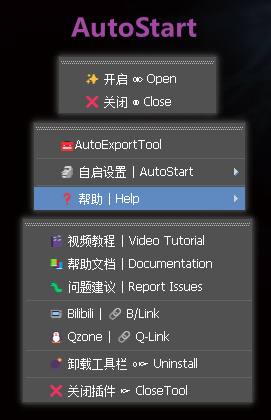 AutoStart
✨ 开启 ○• Open
❌ 关闭 ● Close
AutoExportTool
自启设置 | AutoStart
❓ 帮助 | Help
🎬 视频教程 | Video Tutorial
帮助文档 | Documentation
问题建议 | Report Issues
Bilibili | 🔗 B/Link
🐧 Qzone | 🔗 Q-Link
卸载工具栏 Uninstall
❌ 关闭插件 CloseTool